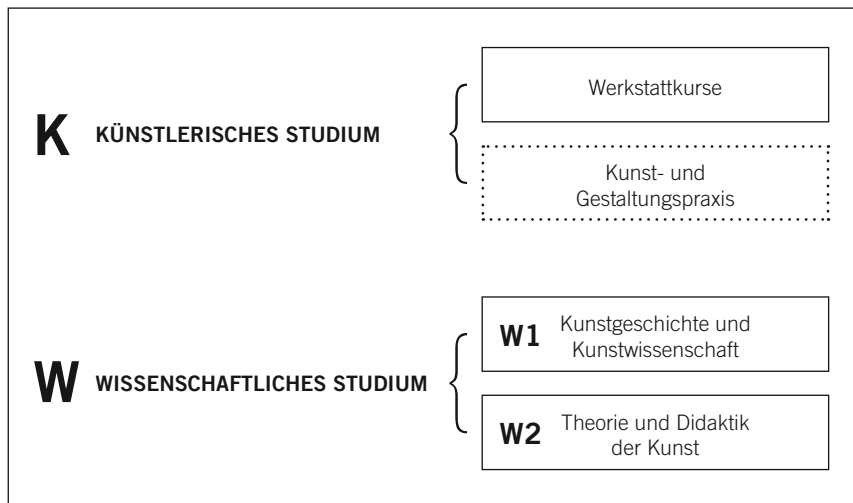 K KÜNSTLERISCHES STUDIUM
Werkstattkurse
Kunst- und
Gestaltungspraxis
W WISSENSCHAFTLICHES STUDIUM
W1 Kunstgeschichte und
Kunstwissenschaft
W2 Theorie und Didaktik
der Kunst